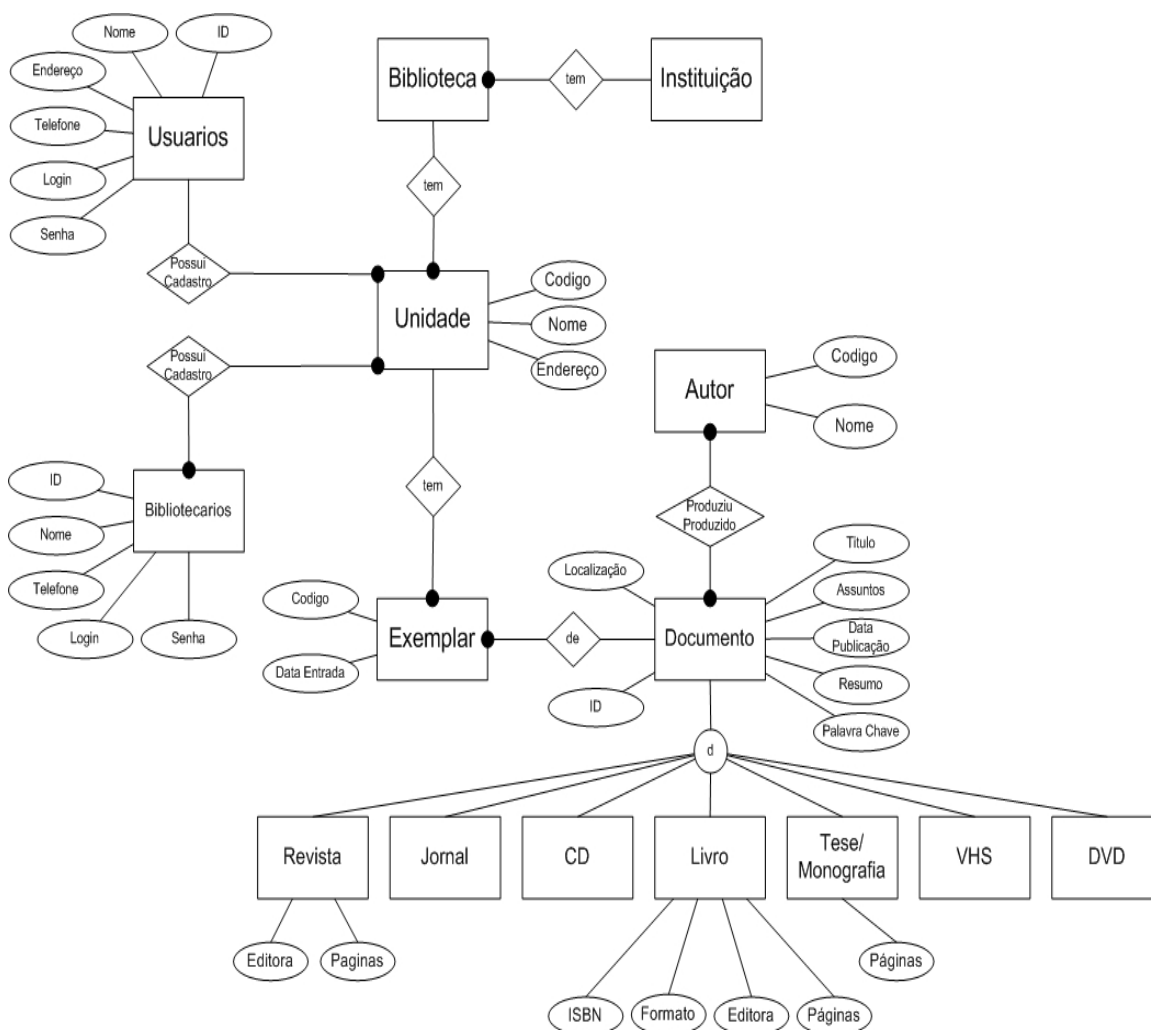 Nome
ID
Endereço
Biblioteca
tem
Instituição
Telefone
Usuarios
Login
tem
Senha
Possui
Cadastro
Codigo
Unidade
Nome
Endereço
Possui
Cadastro
Codigo
Autor
Nome
ID
tem
Bibliotecarios
Nome
Produziu
Produzido
Telefone
Titulo
Localização
Assuntos
Codigo
Login
Senha
Exemplar
de
Documento
Data
Publicação
Data Entrada
Resumo
ID
Palavra Chave
d
Revista
Jornal
CD
Livro
Tese/
Monografia
VHS
DVD
Editora
Paginas
Páginas
ISBN
Formato
Editora
Páginas